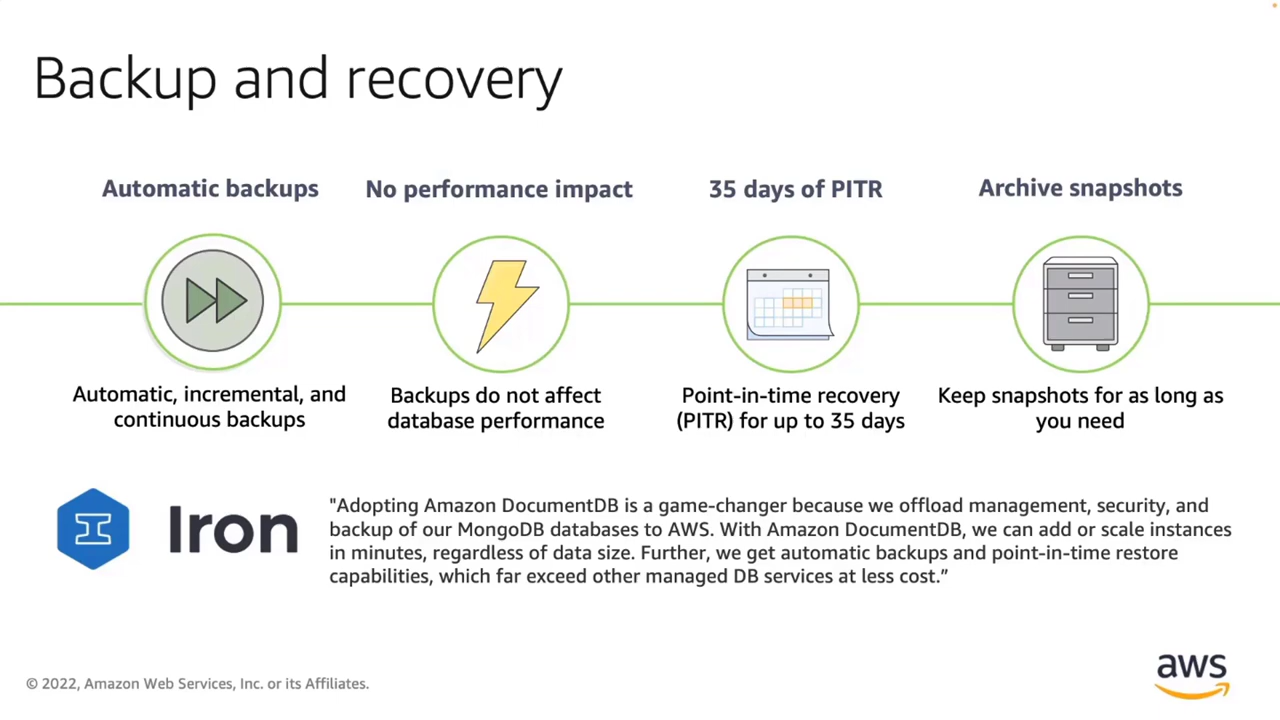 Backup and recovery
Automatic backups
No performance impact
35 days of PITR
Archive snapshots
Automatic, incremental, and
continuous backups
Backups do not affect
database performance
Point-in-time recovery
(PITR) for up to 35 days
Keep snapshots for as long as
you need
Iron
"Adopting Amazon DocumentDB is a game-changer because we offload management, security, and
backup of our MongoDB databases to AWS. With Amazon DocumentDB, we can add or scale instances
in minutes, regardless of data size. Further, we get automatic backups and point-in-time restore
capabilities, which far exceed other managed DB services at less cost.”
© 2022, Amazon Web Services, Inc. or its Affiliates.
aws